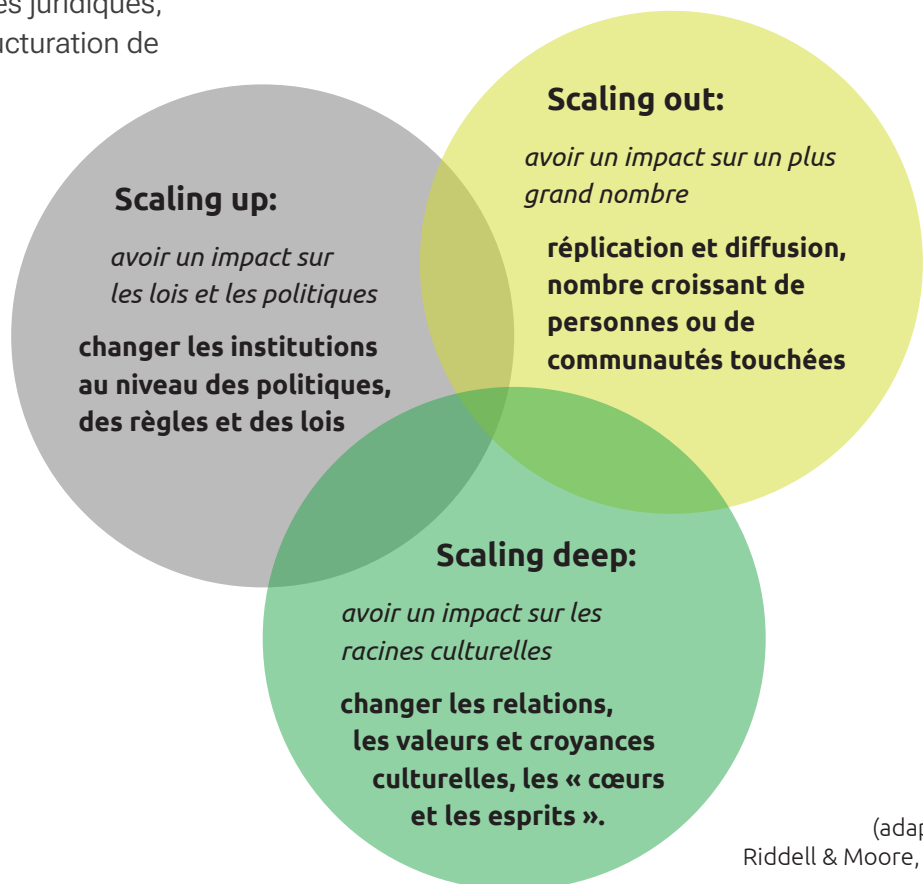 es juridiques,
ucturation de
Scaling out:
avoir un impact sur un plus
grand nombre
réplication et diffusion,
nombre croissant de
personnes ou de
communautés touchées
Scaling up:
avoir un impact sur
les lois et les politiques
changer les institutions
au niveau des politiques,
des règles et des lois
Scaling deep:
avoir un impact sur les
racines culturelles
changer les relations,
les valeurs et croyances
culturelles, les « cœurs
et les esprits ».
(adap
Riddell & Moore,